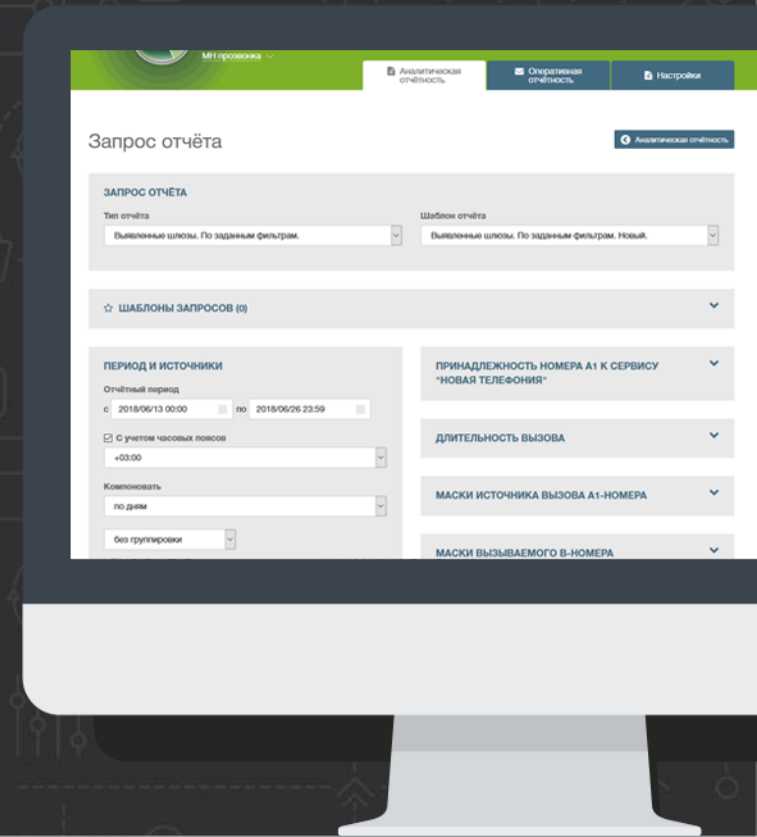 МН прозвонка
Аналитическая
отчётность
Оперативная
отчётность
Настройки
Запрос отчёта
Аналитическая отчётность
ЗАПРОС ОТЧЁТА
Тип отчёта
Шаблон отчёта
Выявленные шлюзы. По заданным фильтрам.
Выявленные шлюзы. По заданным фильтрам. Новый.
ШАБЛОНЫ ЗАПРОСОВ (0)
ПЕРИОД И ИСТОЧНИКИ
Отчётный период
с 2018/06/13 00:00 по 2018/06/26 23:59
С учетом часовых поясов
+03:00
Компоновать
по дням
без группировки
ПРИНАДЛЕЖНОСТЬ НОМЕРА А1 К СЕРВИСУ
"НОВАЯ ТЕЛЕФОНИЯ"
ДЛИТЕЛЬНОСТЬ ВЫЗОВА
МАСКИ ИСТОЧНИКА ВЫЗОВА А1-НОМЕРА
МАСКИ ВЫЗЫВАЕМОГО В-НОМЕРА